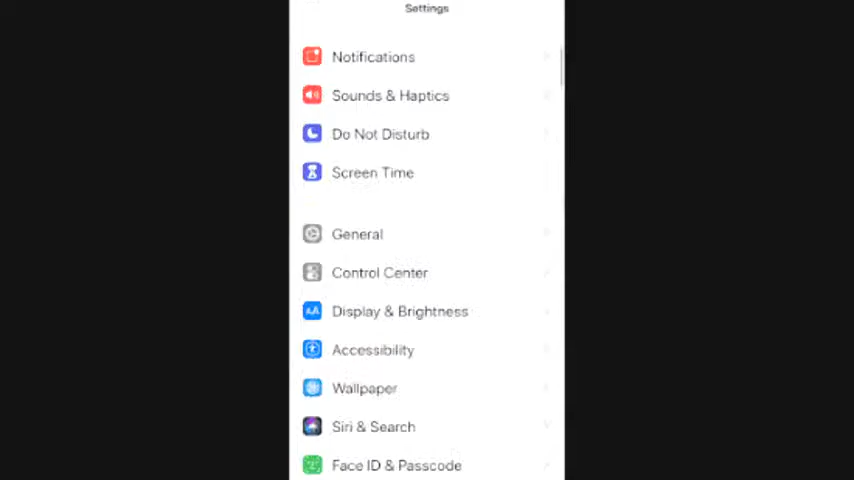 Settings
Notifications
Sounds & Haptics
Do Not Disturb
Screen Time
General
Control Center
AA Display & Brightness
Accessibility
Wallpaper
Siri & Search
Face ID & Passcode